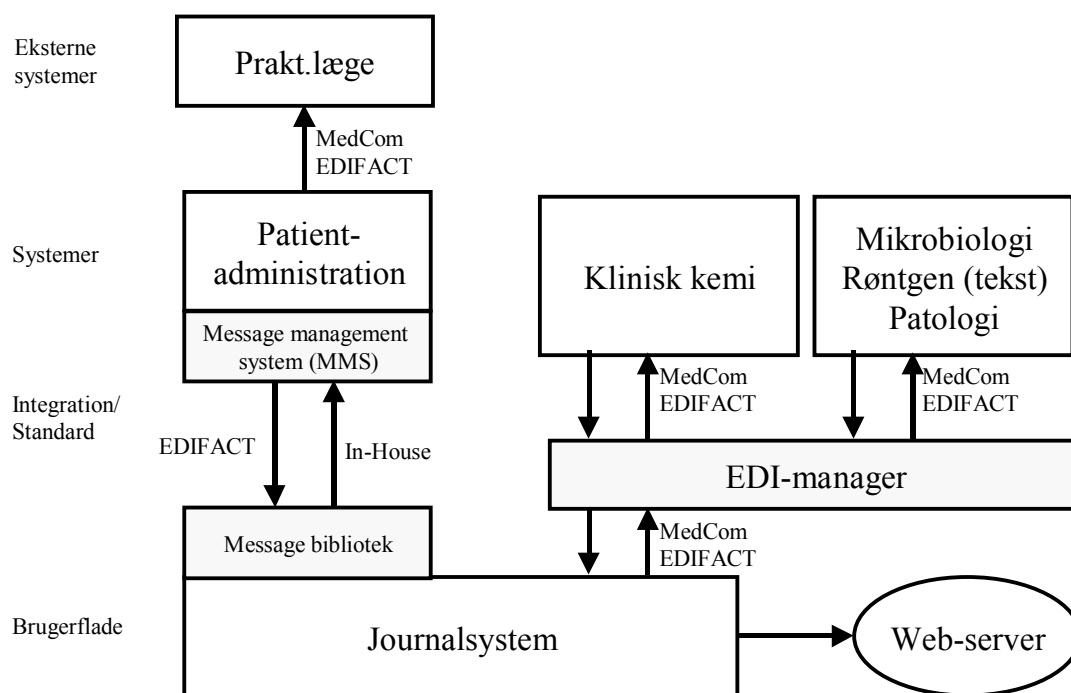 Eksterne
systemer
Prakt.læge
MedCom
EDIFACT
Systemer
Patient-
administration
Klinisk kemi
Mikrobiologi
Røntgen (tekst)
Patologi
Message management
system (MMS)
MedCom
EDIFACT
MedCom
EDIFACT
Integration/
Standard
EDIFACT
In-House
EDI-manager
Message bibliotek
MedCom
EDIFACT
Brugerflade
Journalsystem
Web-server